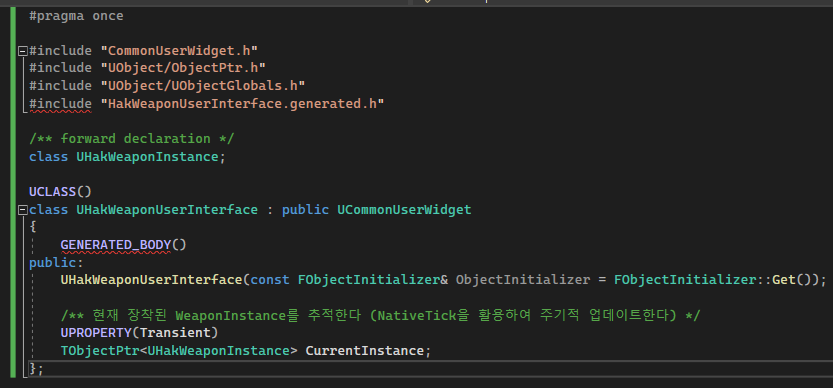 #pragma once
#include "CommonUserWidget.h"
#include "UObject/ObjectPtr.h"
#include "UObject/UObjectGlobals.h"
#include "HakWeaponUserInterface.generated.h"
/** forward declaration */
class UHakWeaponInstance;
UCLASS()
class UHakWeaponUserInterface : public UCommonUserWidget
{
GENERATED_BODY()
public:
UHakWeaponUserInterface(const FObjectInitializer& ObjectInitializer = FObjectInitializer::Get());
/** 현재 장착된 WeaponInstance를 추적한다 (NativeTick을 활용하여 주기적 업데이트한다) */
UPROPERTY(Transient)
TObjectPtr<UHakWeaponInstance> CurrentInstance;
};